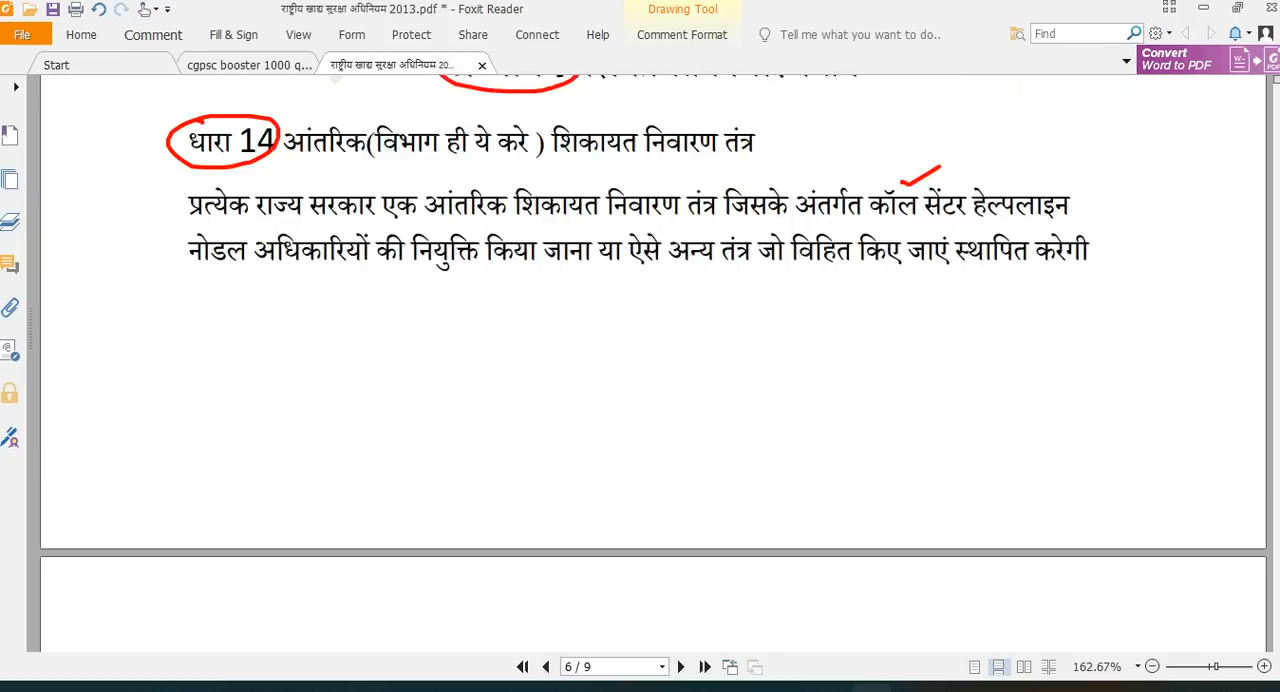 राष्ट्रीय खाद्य सुरक्षा अधिनियम 2013.pdf * - Foxit Reader
Drawing Tool
File Home Comment Fill & Sign View Form Protect Share Connect Help Comment Format Tell me what you want to do.. Find
Start cgpsc booster 1000 q... राष्ट्रीय खाद्य सुरक्षा अधिनियम 20...
Convert
Word to PDF
धारा 14 आंतरिक(विभाग ही ये करे ) शिकायत निवारण तंत्र
प्रत्येक राज्य सरकार एक आंतरिक शिकायत निवारण तंत्र जिसके अंतर्गत कॉल सेंटर हेल्पलाइन
नोडल अधिकारियों की नियुक्ति किया जाना या ऐसे अन्य तंत्र जो विहित किए जाएं स्थापित करेगी
6 / 9 162.67%